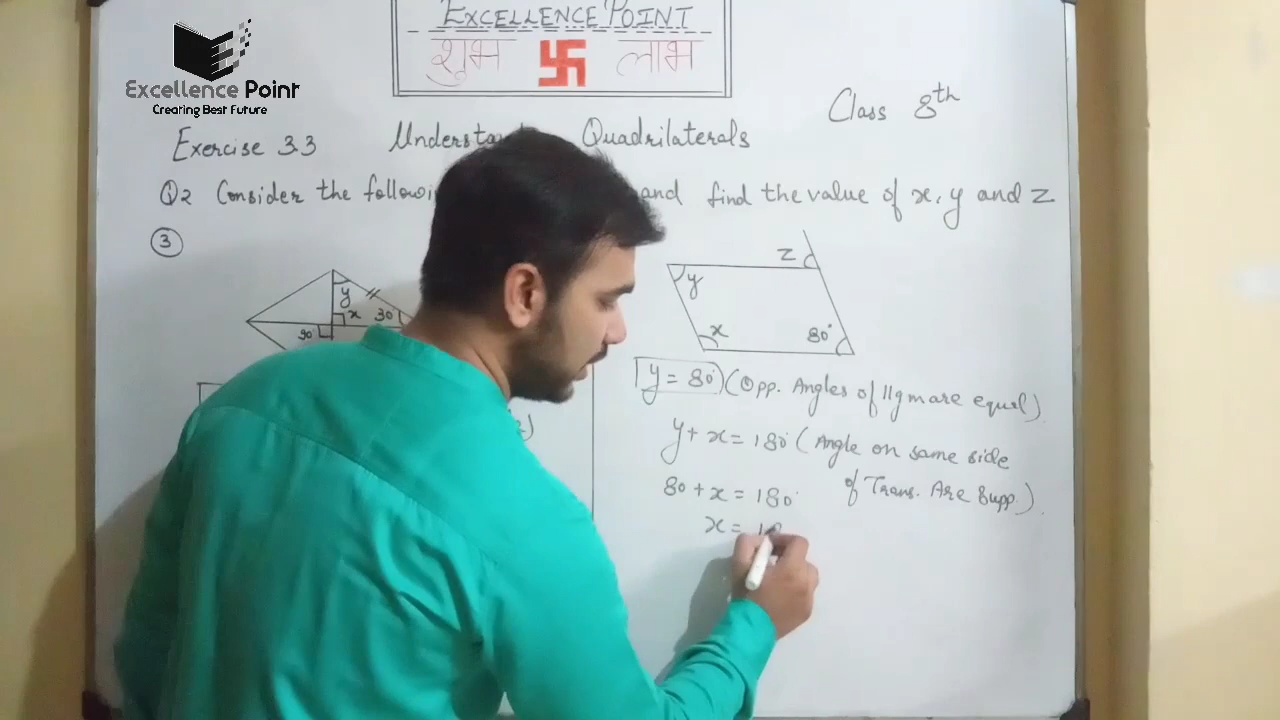 EXCELLENCE POINT
शुभ लाभ
Excellence Point
Creating Best Future
Class 8th
Exercise 3.3 Quadrilaterals
Q2 Consider the and find the value of x, y and z
3
y
x 30°
90°
z
y
x
80°
y = 80° (Opp. Angles of ||gm are equal)
y + x = 180° (Angle on same side
of Trans. Are Supp.)
80 + x = 180°
x = 18